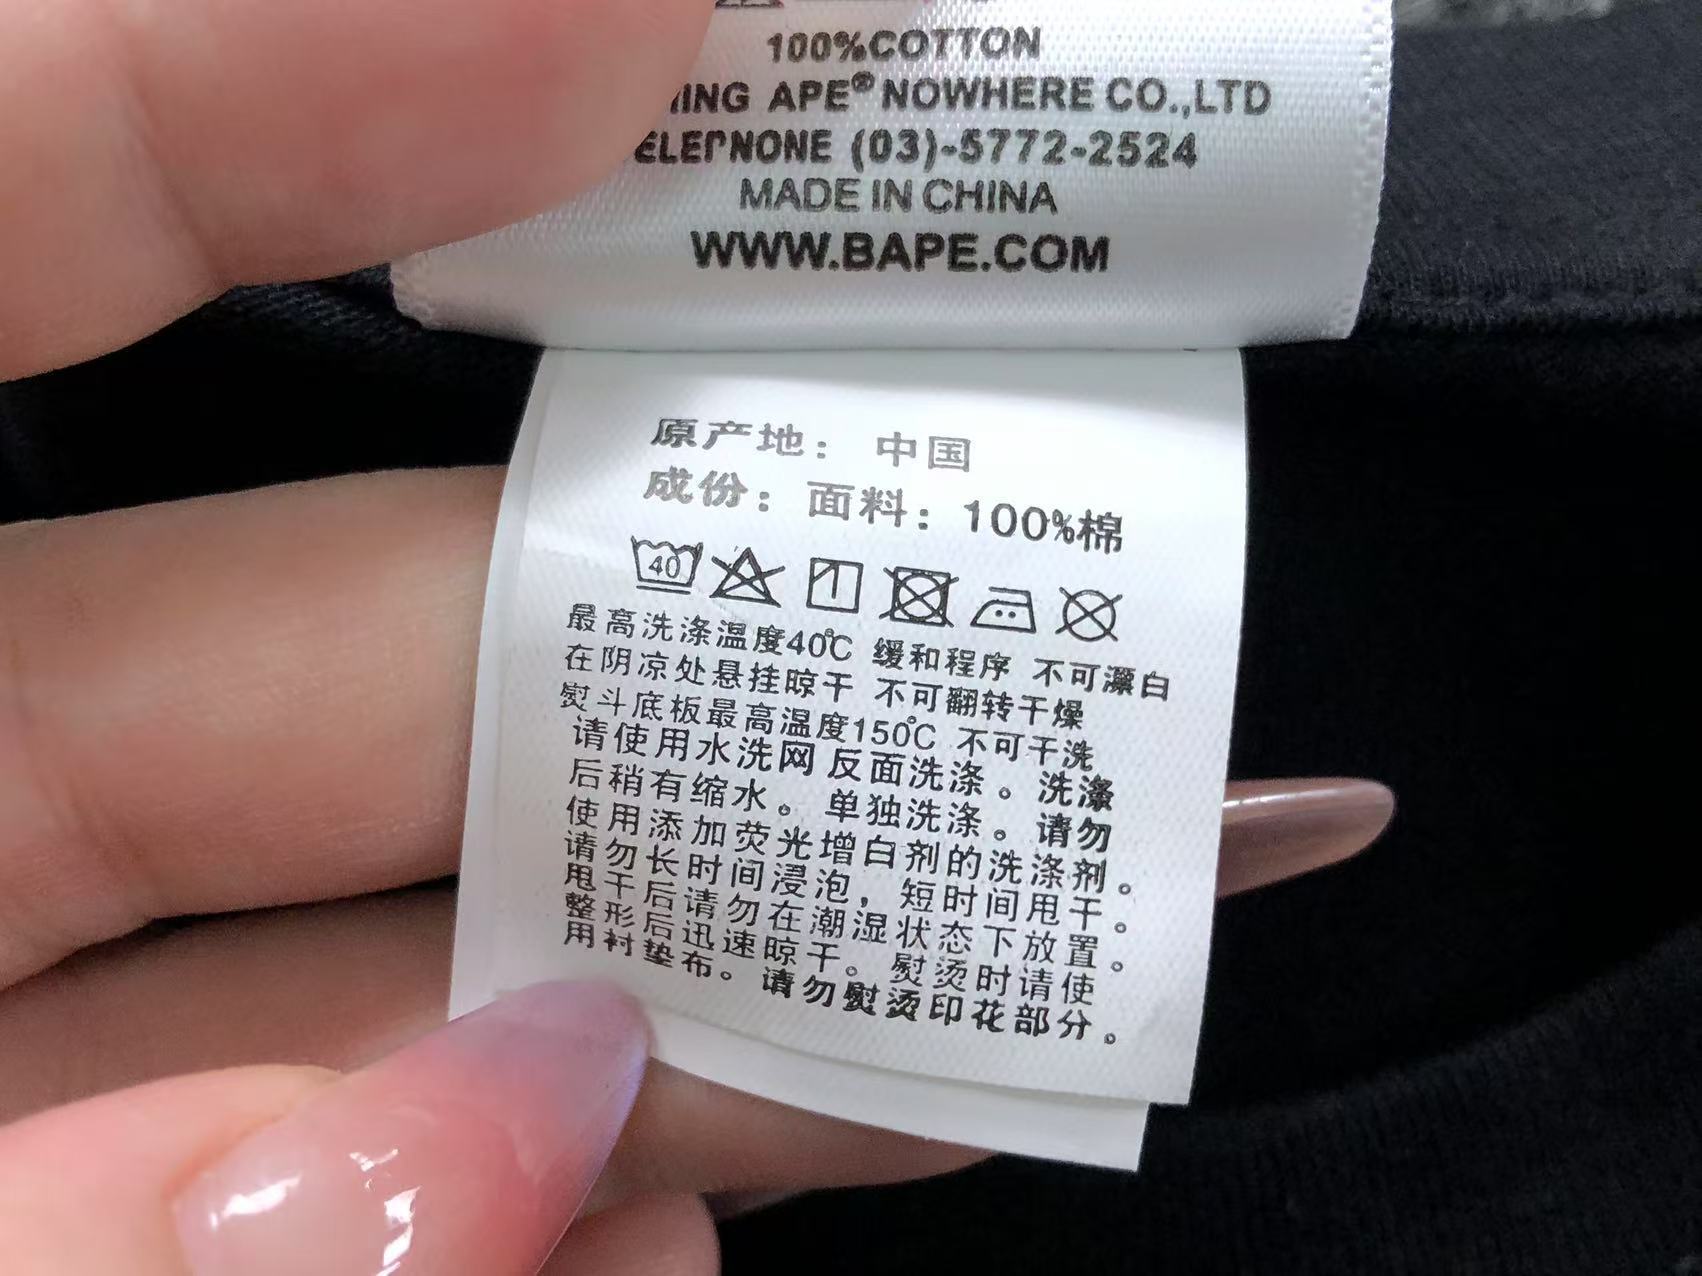 100%COTTON
APE® NOWHERE CO.,LTD
(03)-5772-2524
MADE IN CHINA
WWW.BAPE.COM
原产地：中国
成份：面料：100%棉
40
最高洗涤温度40℃ 缓和程序 不可漂白
在阴凉处悬挂晾干 不可翻转干燥
熨斗底板最高温度150℃ 不可干洗
请使用水洗网反面洗涤。洗涤
后稍有缩水。单独洗涤。请勿
使用添加荧光增白剂的洗涤剂。
请勿长时间浸泡，短时间甩干。
甩干后请勿在潮湿状态下放置。
整形后迅速晾干。熨烫时请使
用衬垫布。请勿熨烫印花部分。